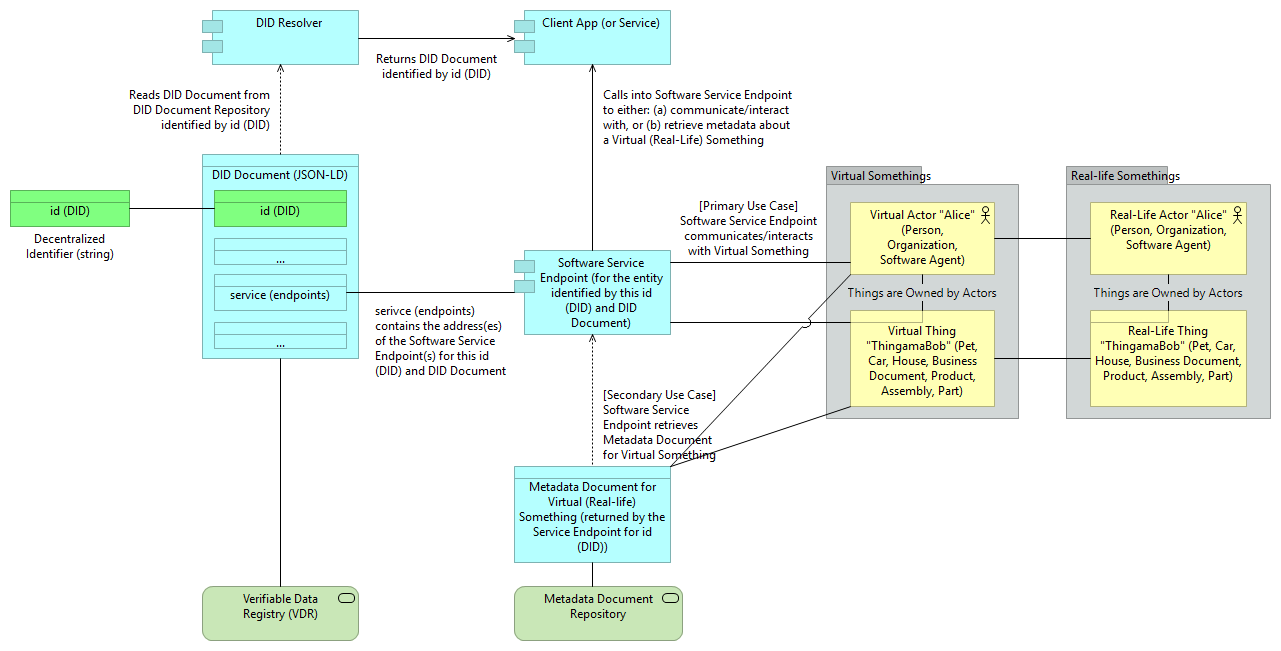 DID Resolver
Client App (or Service)
Returns DID Document
identified by id (DID)
Reads DID Document from
DID Document Repository
identified by id (DID)
Calls into Software Service Endpoint
to either: (a) communicate/interact
with, or (b) retrieve metadata about
a Virtual (Real-Life) Something
DID Document (JSON-LD)
id (DID)
id (DID)
Decentralized
Identifier (string)
...
service (endpoints)
...
serivce (endpoints)
contains the address(es)
of the Software Service
Endpoint(s) for this id
(DID) and DID Document
Software Service
Endpoint (for the entity
identified by this id
(DID) and DID
Document)
[Primary Use Case]
Software Service Endpoint
communicates/interacts
with Virtual Something
Virtual Somethings
Virtual Actor "Alice"
(Person,
Organization,
Software Agent)
Things are Owned by Actors
Virtual Thing
"ThingamaBob" (Pet,
Car, House, Business
Document, Product,
Assembly, Part)
Real-life Somethings
Real-Life Actor "Alice"
(Person, Organization,
Software Agent)
Things are Owned by Actors
Real-Life Thing
"ThingamaBob" (Pet, Car,
House, Business Document,
Product, Assembly, Part)
[Secondary Use Case]
Software Service
Endpoint retrieves
Metadata Document
for Virtual Something
Metadata Document for
Virtual (Real-life)
Something (returned by the
Service Endpoint for id
(DID))
Verifiable Data
Registry (VDR)
Metadata Document
Repository